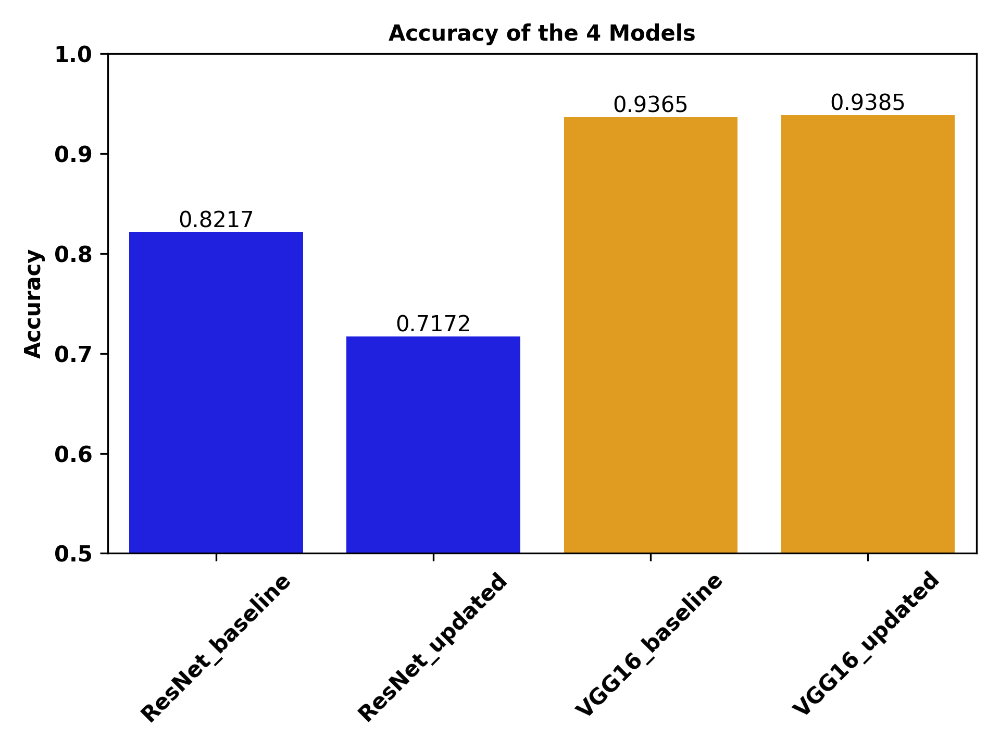 Accuracy of the 4 Models
Accuracy
1.0
0.9
0.8
0.7
0.6
0.5
0.8217
0.7172
0.9365
0.9385
ResNet_baseline
ResNet_updated
VGG16_baseline
VGG16_updated